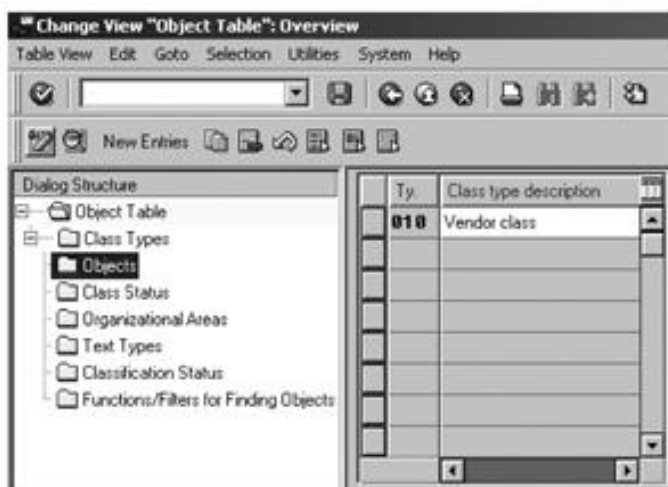 Change View "Object Table": Overview
Table View Edit Goto Selection Utilities System Help
New Entries
Dialog Structure
Object Table
Class Types
Objects
Class Status
Organizational Areas
Text Types
Classification Status
Functions/Filters for Finding Objects
Ty. Class type description
010 Vendor class